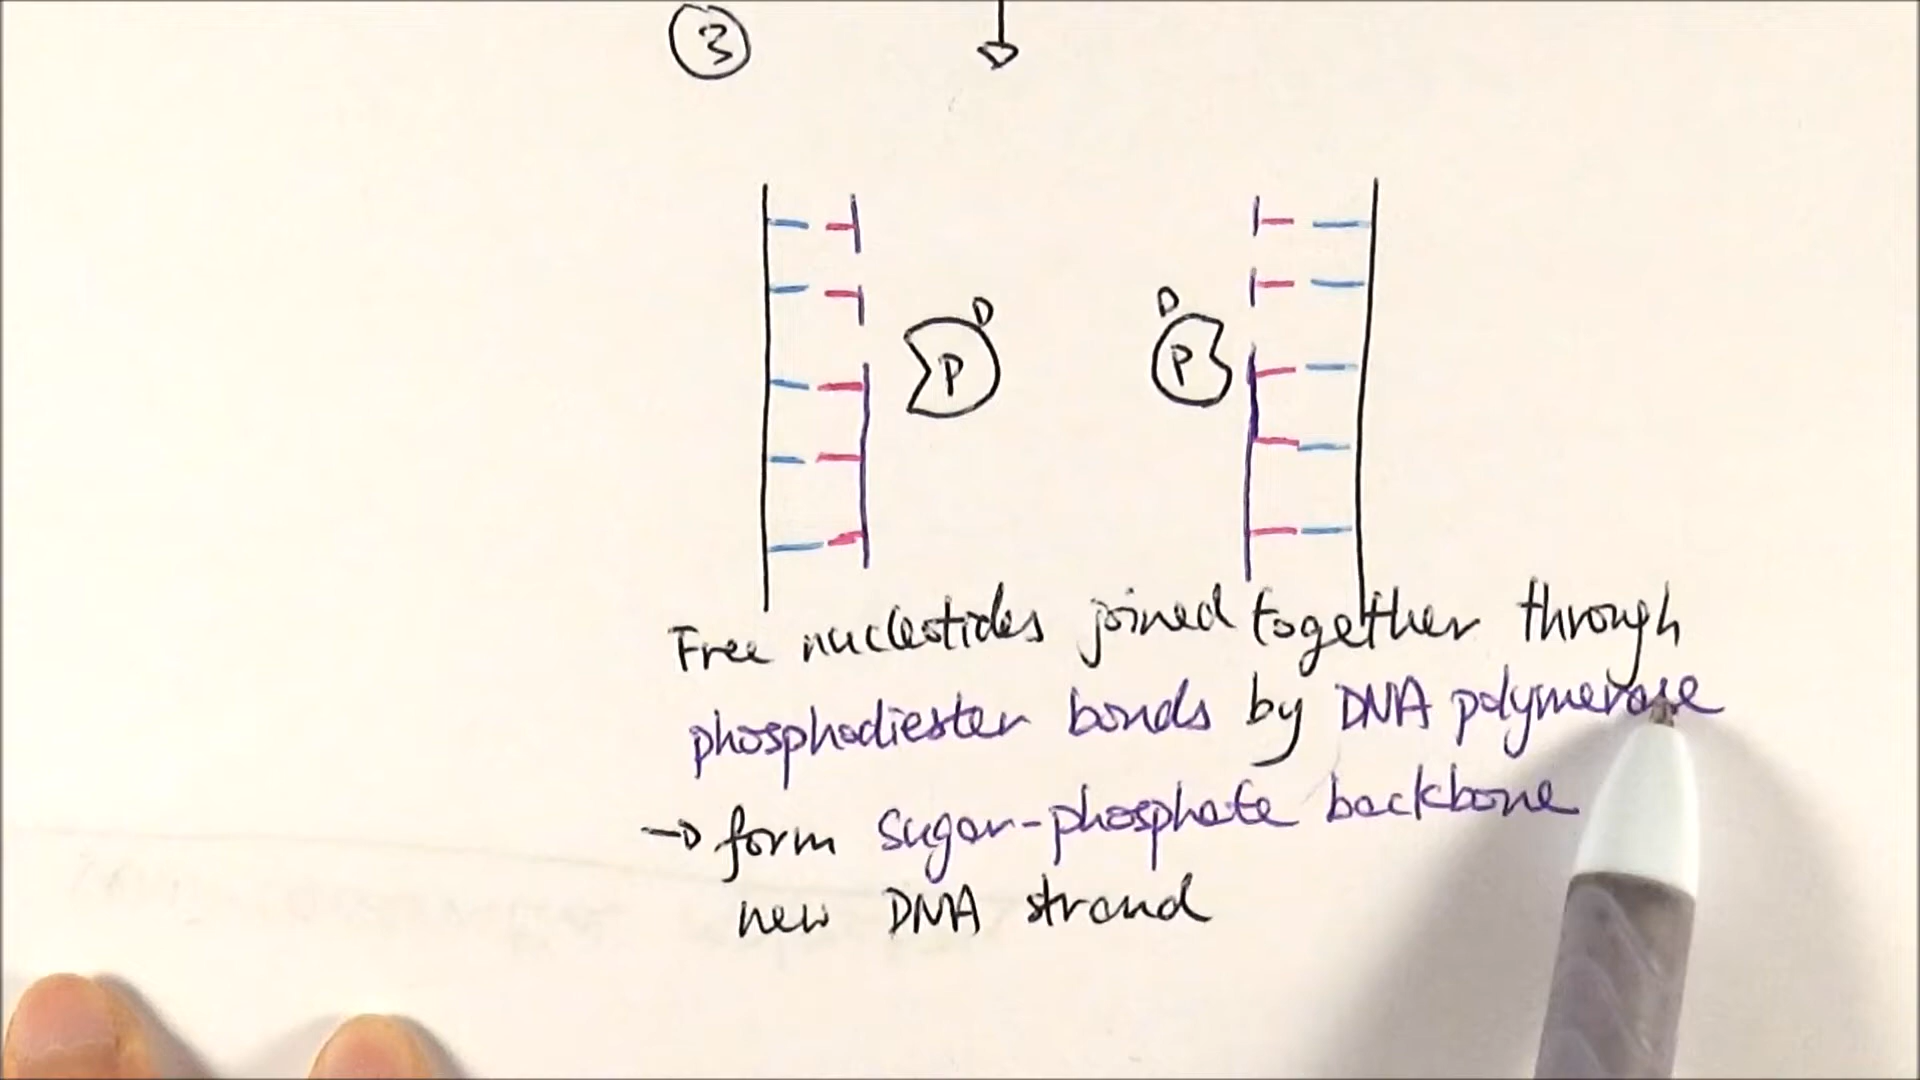 3
D D
P P
Free nucleotides joined together through
phosphodiester bonds by DNA polymerase
→ form sugar-phosphate backbone
new DNA strand